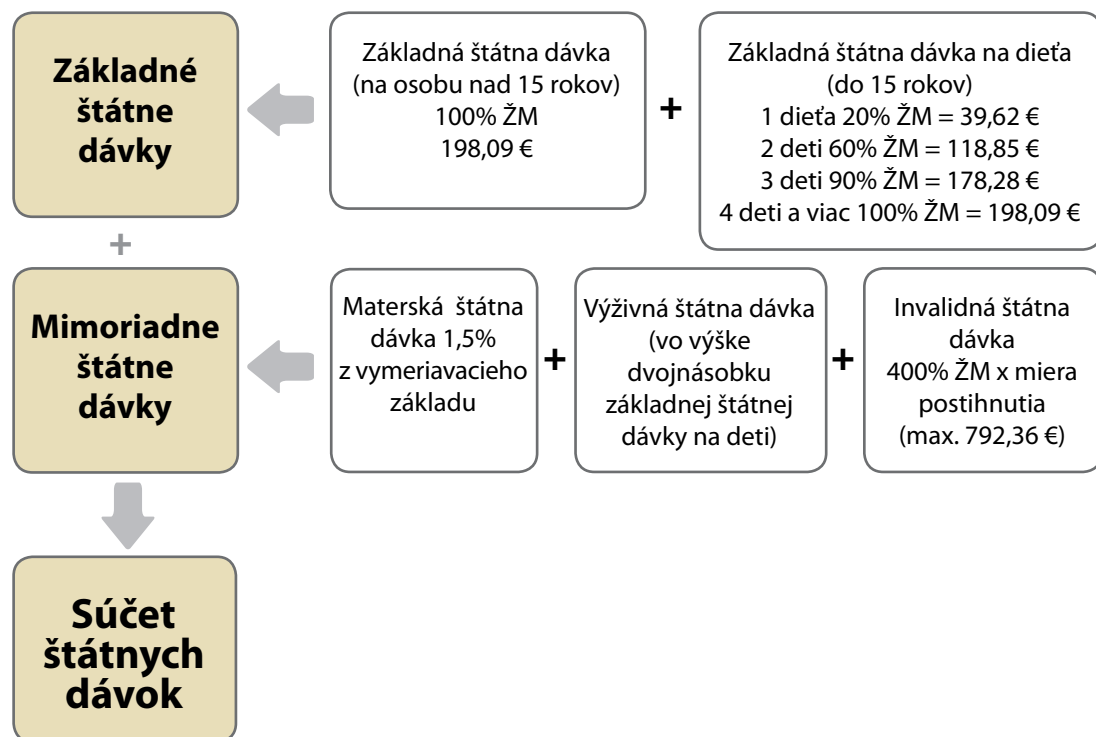 Základné
štátne
dávky
Základná štátna dávka
(na osobu nad 15 rokov)
100% ŽM
198,09 €
+
Základná štátna dávka na dieťa
(do 15 rokov)
1 dieťa 20% ŽM = 39,62 €
2 deti 60% ŽM = 118,85 €
3 deti 90% ŽM = 178,28 €
4 deti a viac 100% ŽM = 198,09 €
+
Mimoriadne
štátne
dávky
Materská štátna
dávka 1,5%
z vymeriavacieho
základu
+
Výživná štátna dávka
(vo výške
dvojnásobku
základnej štátnej
dávky na deti)
+
Invalidná štátna
dávka
400% ŽM x miera
postihnutia
(max. 792,36 €)
Súčet
štátnych
dávok